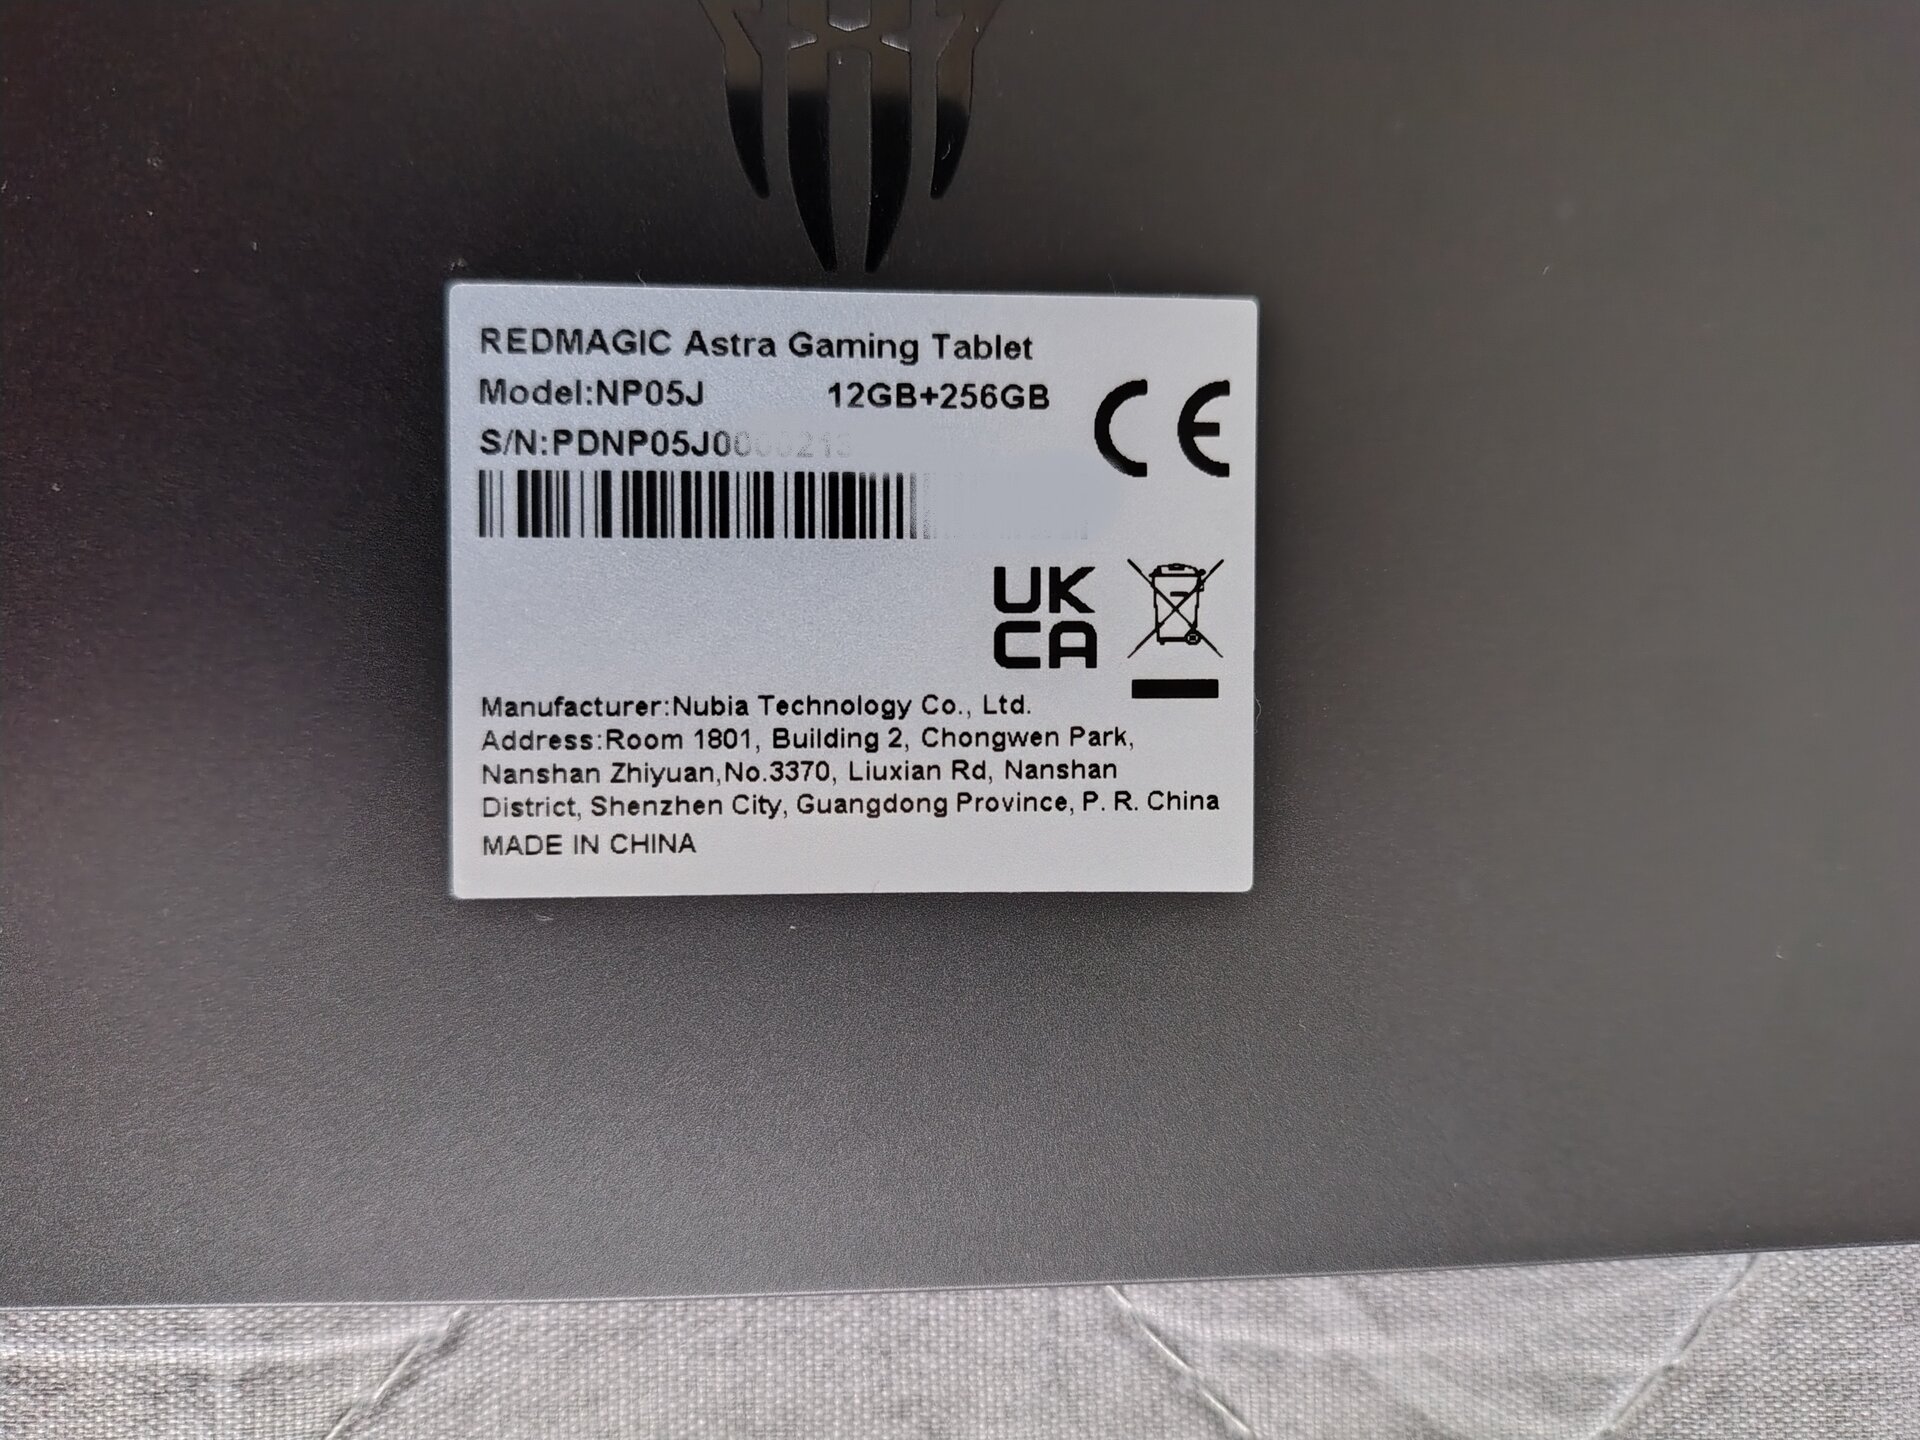 REDMAGIC Astra Gaming Tablet
Model:NP05J 12GB+256GB
S/N:PDNP05J0
CE
UK
CA
Manufacturer:Nubia Technology Co., Ltd.
Address:Room 1801, Building 2, Chongwen Park,
Nanshan Zhiyuan,No.3370, Liuxian Rd, Nanshan
District, Shenzhen City, Guangdong Province, P. R. China
MADE IN CHINA